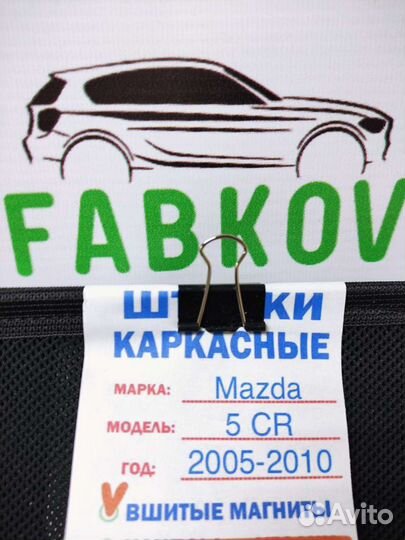 FABKOV
КАРКАСНЫЕ
МАРКА: Mazda
МОДЕЛЬ: 5 CR
ГОД: 2005-2010
ВШИТЫЕ МАГНИТЫ
Avito